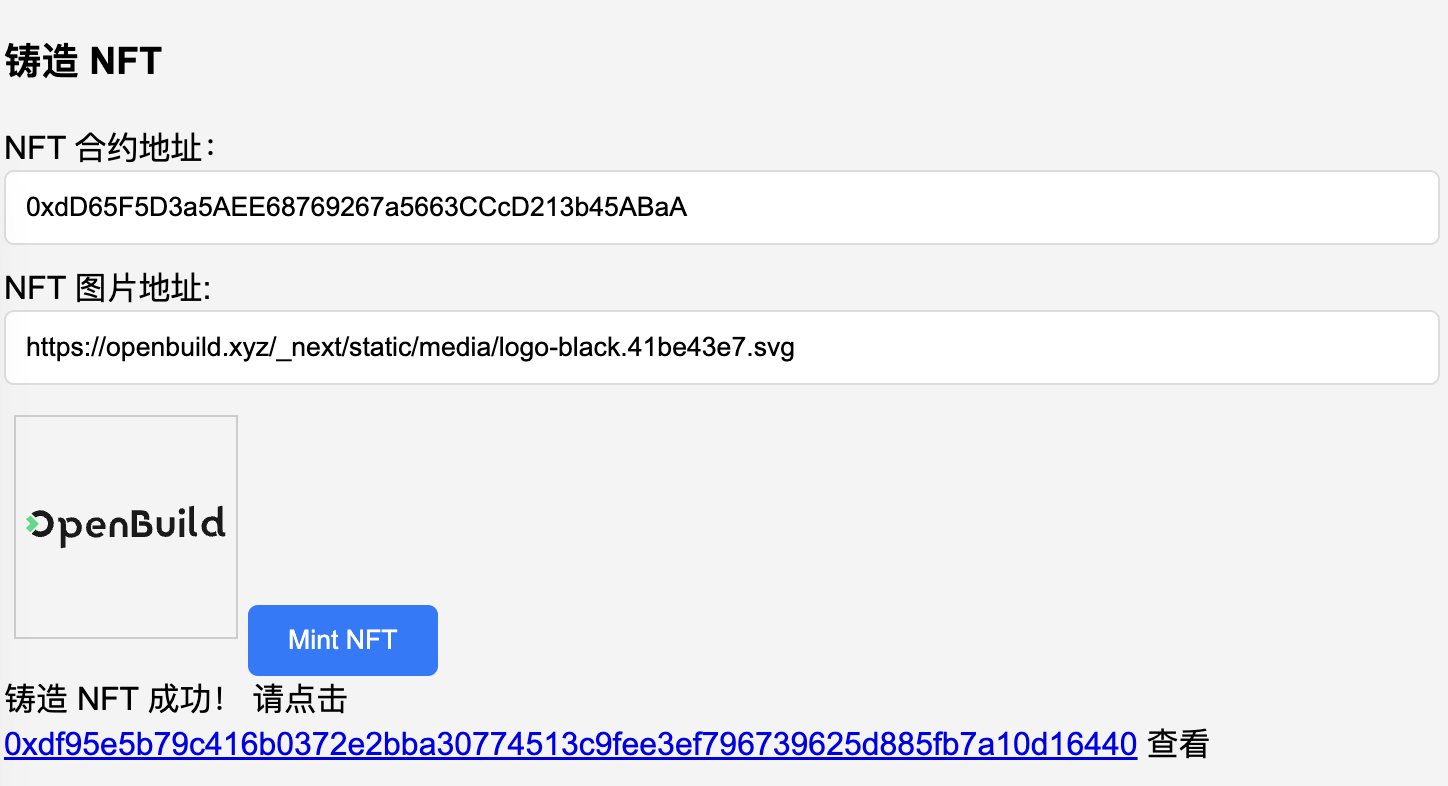 铸造 NFT
NFT 合约地址：
0xdD65F5D3a5AEE68769267a5663CCcD213b45ABaA
NFT 图片地址:
https://openbuild.xyz/_next/static/media/logo-black.41be43e7.svg
OpenBuild
Mint NFT
铸造 NFT 成功！ 请点击
0xdf95e5b79c416b0372e2bba30774513c9fee3ef796739625d885fb7a10d16440 查看